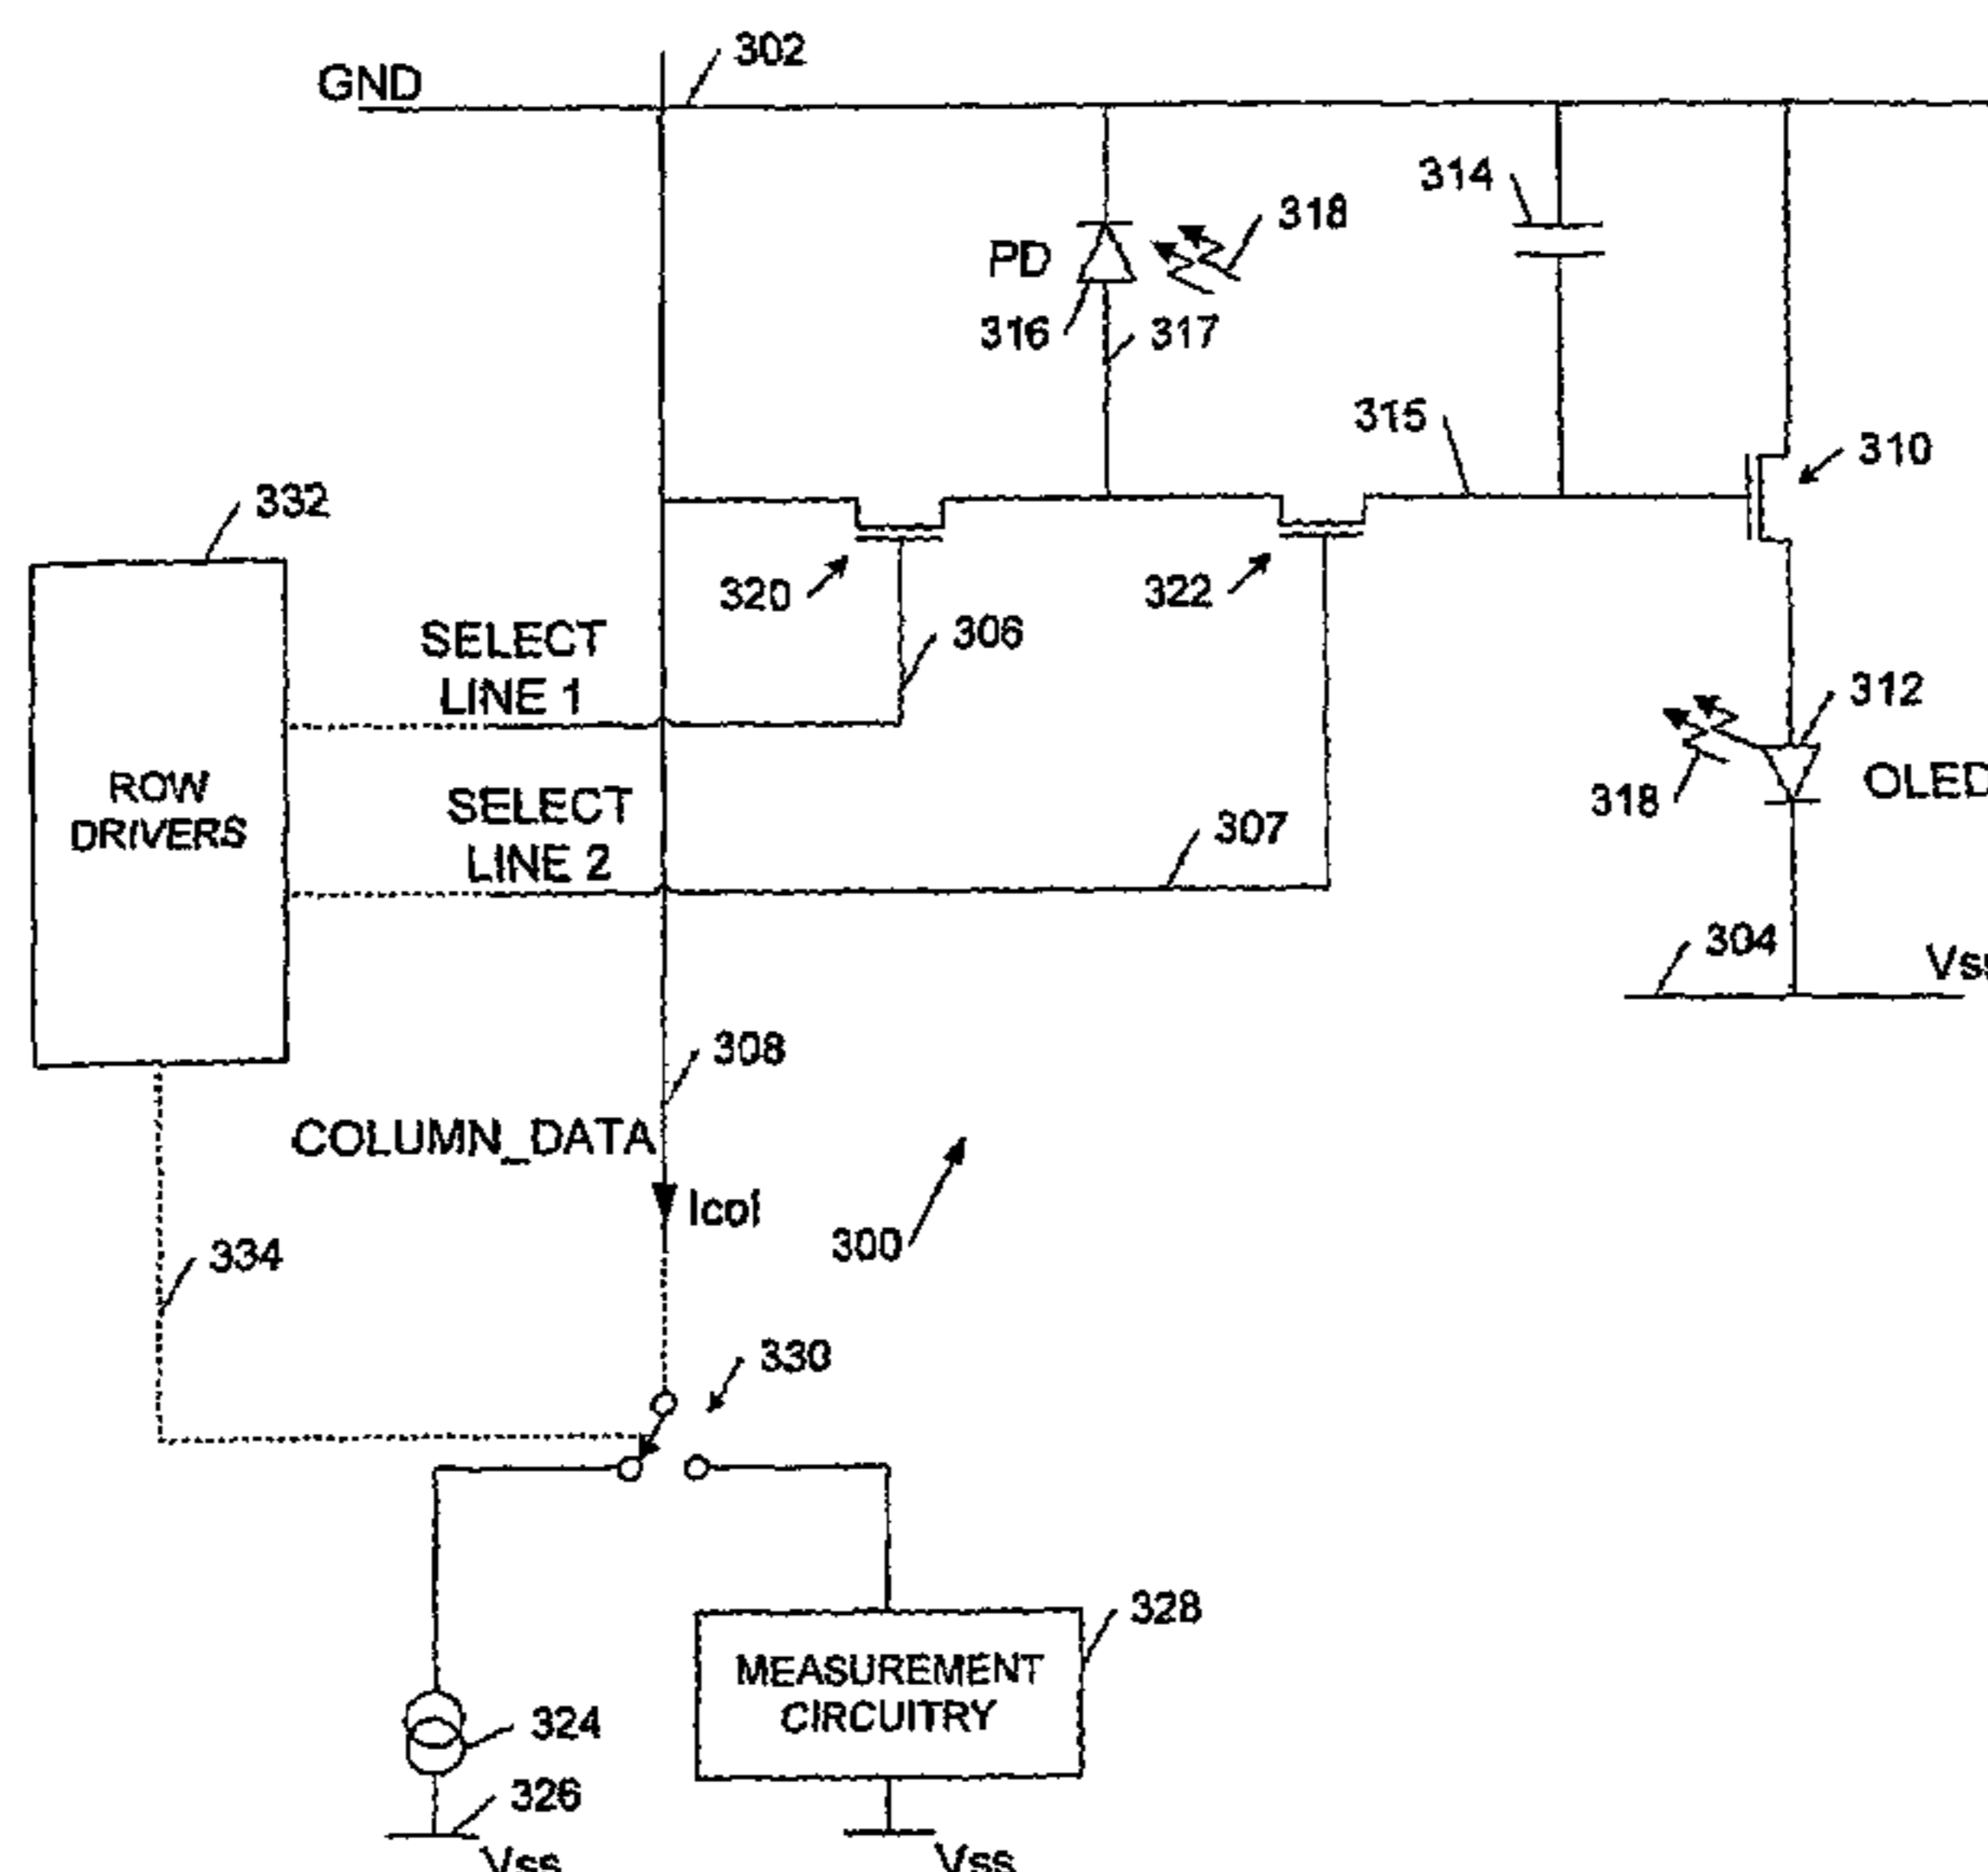 302
GND
314
318
PD
316
317
315
310
332
320
322
306
SELECT
LINE 1
312
318
OLED
ROW
DRIVERS
SELECT
LINE 2
307
304
Vss
308
COLUMN_DATA
Icol
300
334
330
328
MEASUREMENT
CIRCUITRY
324
326
Vss
Vss